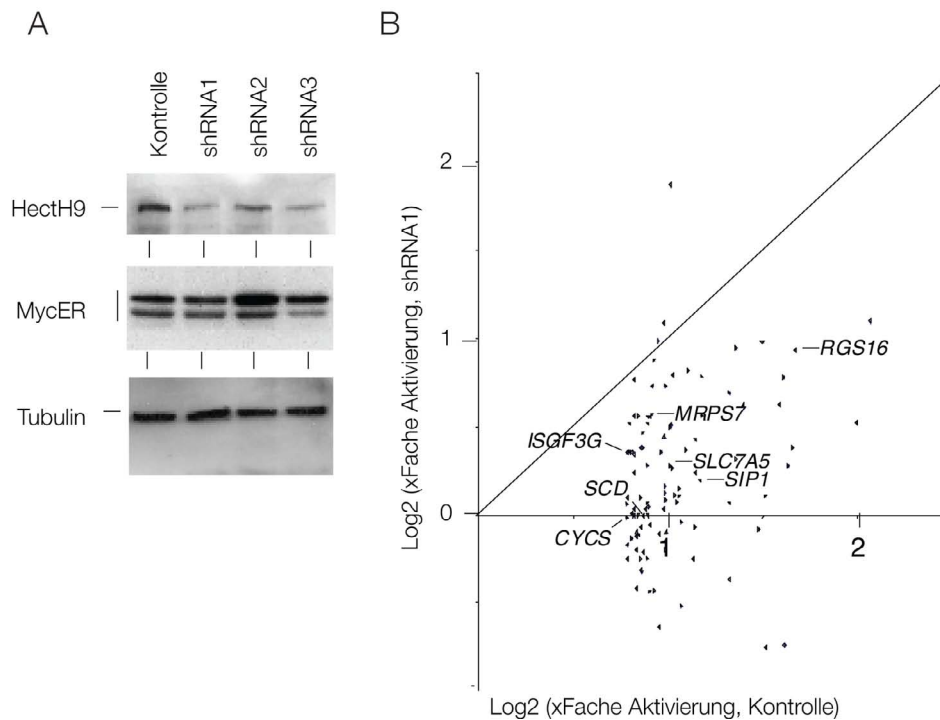 A
Kontrolle
shRNA1
shRNA2
shRNA3
HectH9
MycER
Tubulin
B
Log2 (xFache Aktivierung, shRNA1)
2
1
0
RGS16
MRPS7
ISGF3G
SLC7A5
SIP1
SCD
CYCS
1
2
Log2 (xFache Aktivierung, Kontrolle)